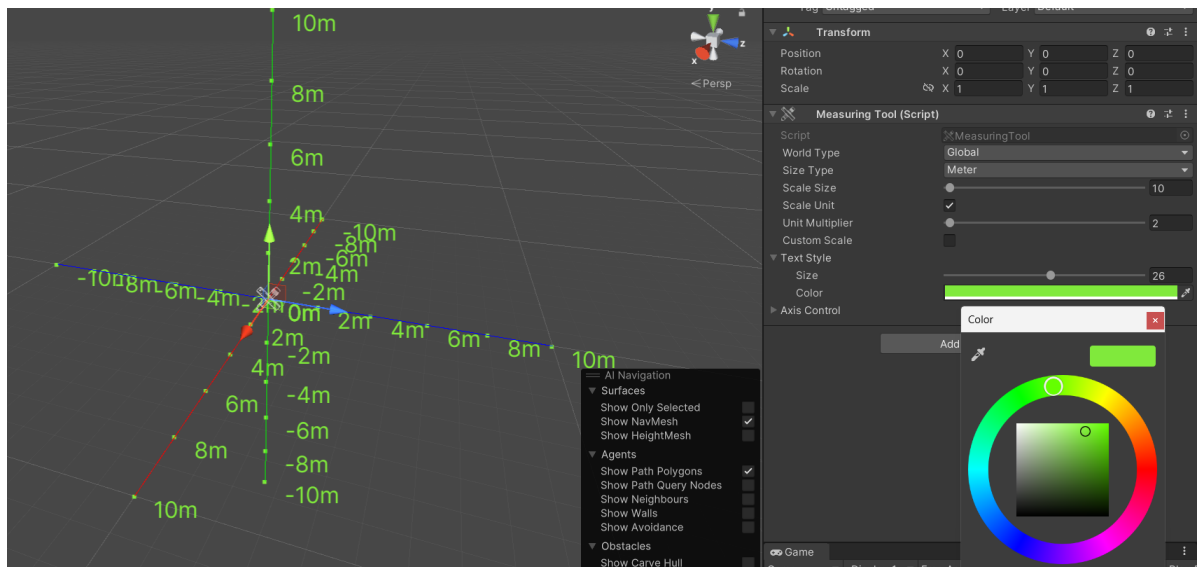 10m
8m
6m
4m
-10m
-8m
-6m
2m
-4m
-2m
-10m
-8m
-6m
-4m
-2m
0m
2m
4m
6m
8m
10m
2m
-2m
4m
-4m
6m
-6m
8m
-8m
-10m
10m
y
z
x
<Persp
AI Navigation
Surfaces
Show Only Selected
Show NavMesh
Show HeightMesh
Agents
Show Path Polygons
Show Path Query Nodes
Show Neighbours
Show Walls
Show Avoidance
Obstacles
Show Carve Hull
Tag Untagged Layer Default
Transform
Position X 0 Y 0 Z 0
Rotation X 0 Y 0 Z 0
Scale X 1 Y 1 Z 1
Measuring Tool (Script)
Script MeasuringTool
World Type Global
Size Type Meter
Scale Size 10
Scale Unit
Unit Multiplier 2
Custom Scale
Text Style
Size 26
Color
Axis Control
Add
Color
Game